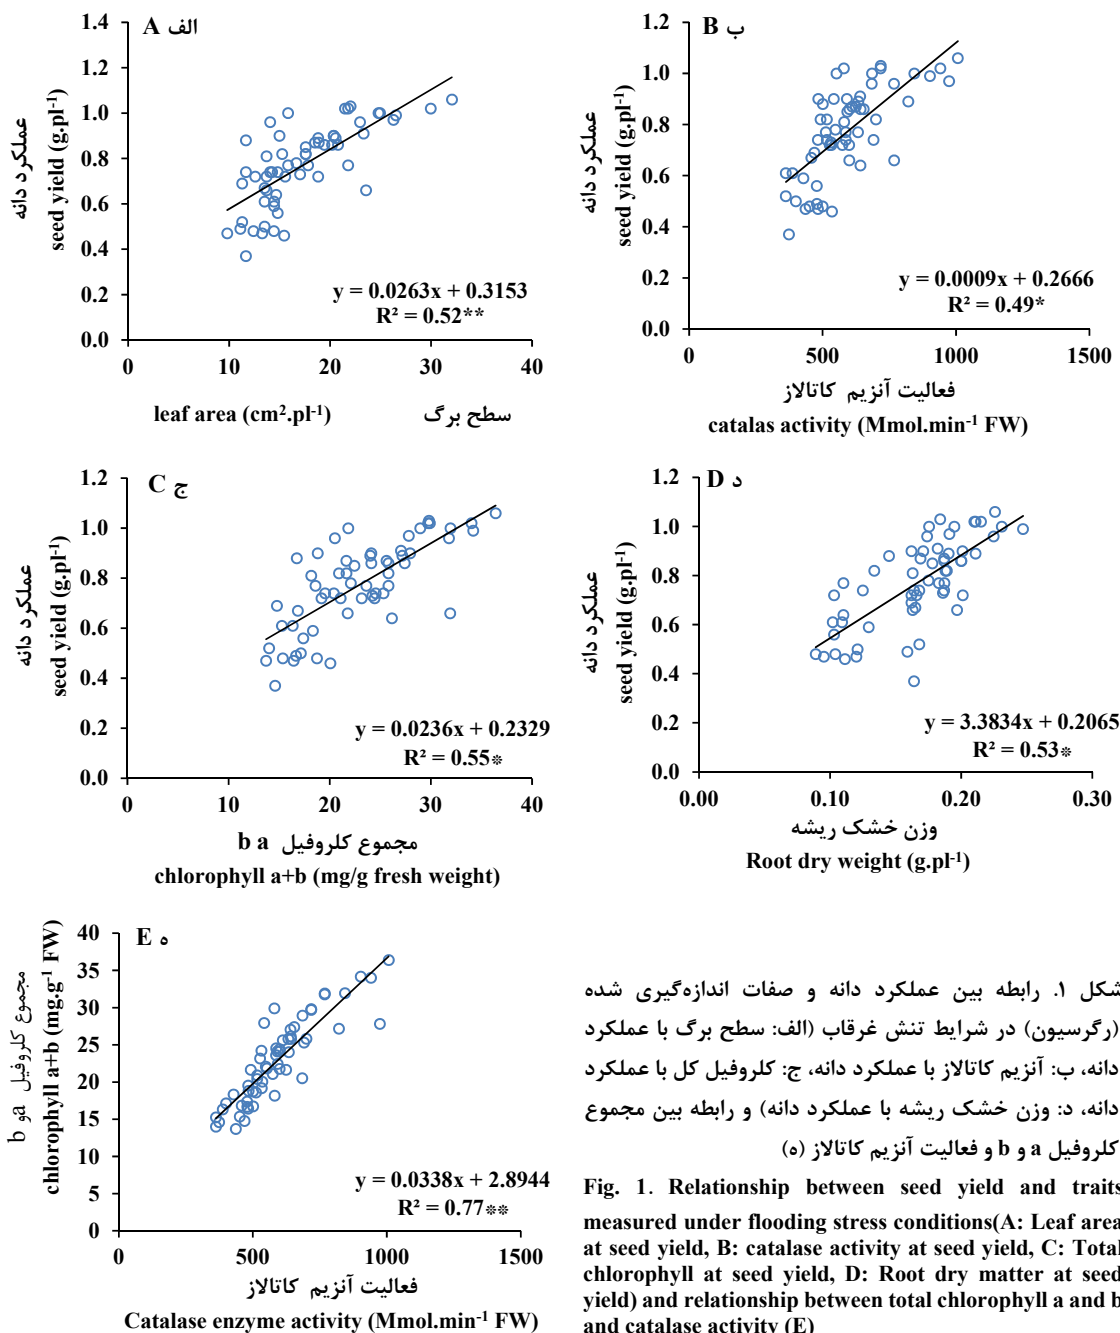 A الف
1.4
1.2
1.0
0.8
0.6
0.4
0.2
0.0
عملکرد دانه
seed yield (g.pl-1)
y = 0.0263x + 0.3153
R² = 0.52**
0 10 20 30 40
leaf area (cm².pl-1) سطح برگ
B ب
1.2
1.0
0.8
0.6
0.4
0.2
0.0
عملکرد دانه
seed yield (g.pl-1)
y = 0.0009x + 0.2666
R² = 0.49*
0 500 1000 1500
فعالیت آنزیم کاتالاز
catalas activity (Mmol.min-1 FW)
C ج
1.2
1.0
0.8
0.6
0.4
0.2
0.0
عملکرد دانه
seed yield (g.pl-1)
y = 0.0236x + 0.2329
R² = 0.55*
0 10 20 30 40
مجموع کلروفیل b a
chlorophyll a+b (mg/g fresh weight)
D د
1.2
1.0
0.8
0.6
0.4
0.2
0.0
عملکرد دانه
seed yield (g.pl-1)
y = 3.3834x + 0.2065
R² = 0.53*
0.00 0.10 0.20 0.30
وزن خشک ریشه
Root dry weight (g.pl-1)
E ه
40
35
30
25
20
15
10
5
0
مجموع کلروفیل a و b
chlorophyll a+b (mg.g-1 FW)
y = 0.0338x + 2.8944
R² = 0.77**
0 500 1000 1500
فعالیت آنزیم کاتالاز
Catalase enzyme activity (Mmol.min-1 FW)
شکل ۱. رابطه بین عملکرد دانه و صفات اندازه‌گیری شده
(رگرسیون) در شرایط تنش غرقاب (الف: سطح برگ با عملکرد
دانه، ب: آنزیم کاتالاز با عملکرد دانه، ج: کلروفیل کل با عملکرد
دانه، د: وزن خشک ریشه با عملکرد دانه) و رابطه بین مجموع
کلروفیل a و b و فعالیت آنزیم کاتالاز (ه)
Fig. 1. Relationship between seed yield and traits
measured under flooding stress conditions(A: Leaf area
at seed yield, B: catalase activity at seed yield, C: Total
chlorophyll at seed yield, D: Root dry matter at seed
yield) and relationship between total chlorophyll a and b
and catalase activity (E)